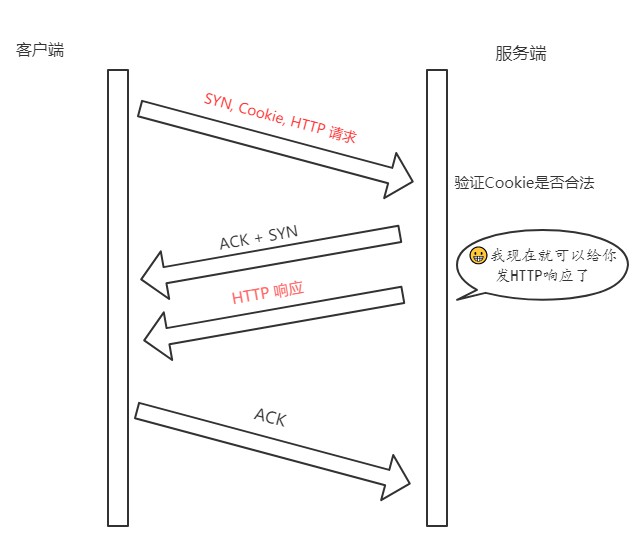 客户端
服务端
SYN, Cookie, HTTP 请求
验证Cookie是否合法
ACK + SYN
我现在就可以给你
发HTTP响应了
HTTP 响应
ACK